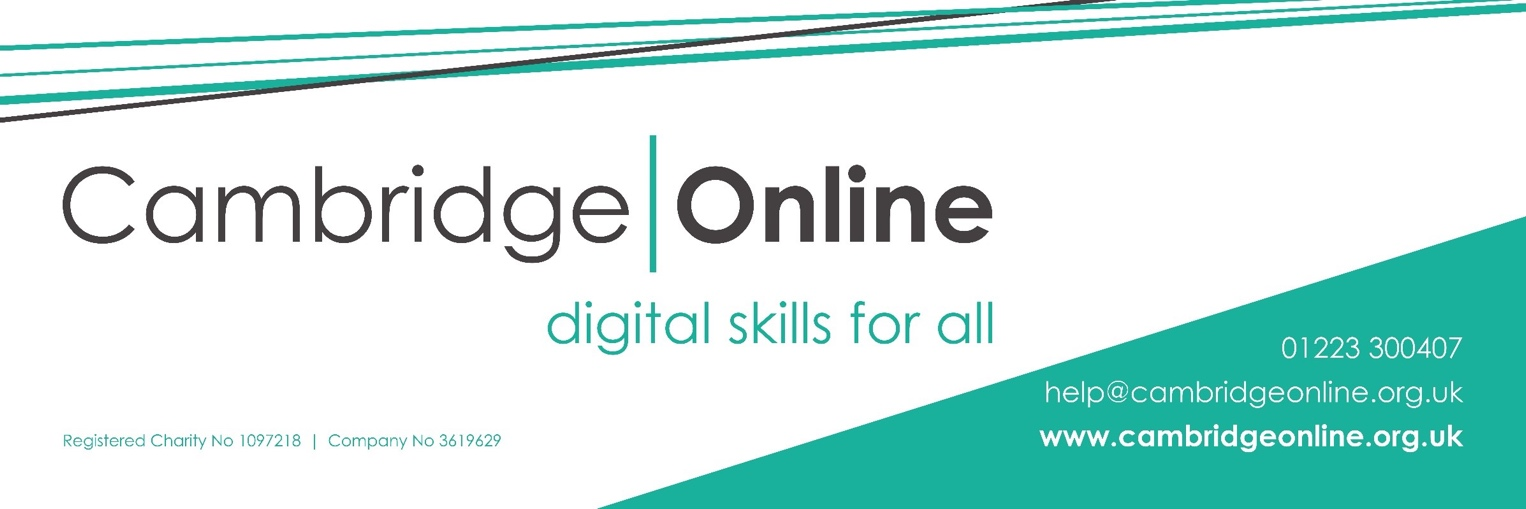 Cambridge|Online
digital skills for all
01223 300407
help@cambridgeonline.org.uk
www.cambridgeonline.org.uk
Registered Charity No 1097218 | Company No 3619629